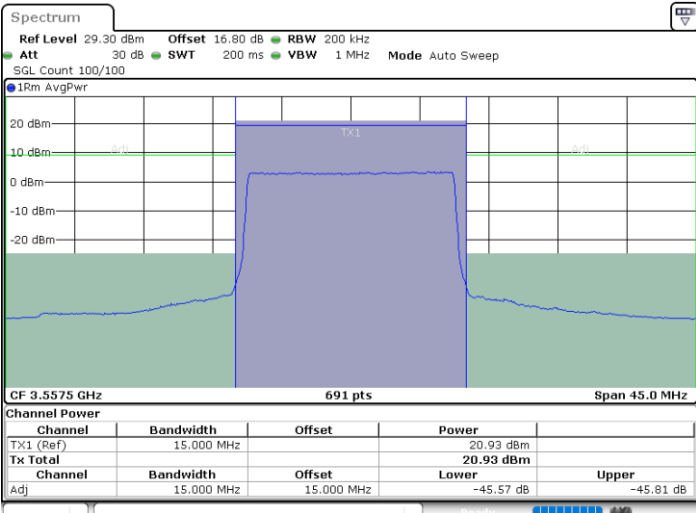 Spectrum
Ref Level 29.30 dBm Offset 16.80 dB RBW 200 kHz
Att 30 dB SWT 200 ms VBW 1 MHz Mode Auto Sweep
SGL Count 100/100
1Rm AvgPwr
20 dBm
TX1
10 dBm Adj Adj
0 dBm
-10 dBm
-20 dBm
CF 3.5575 GHz 691 pts Span 45.0 MHz
Channel Power
Channel Bandwidth Offset Power
TX1 (Ref) 15.000 MHz 20.93 dBm
Tx Total 20.93 dBm
Channel Bandwidth Offset Lower Upper
Adj 15.000 MHz 15.000 MHz -45.57 dB -45.81 dB